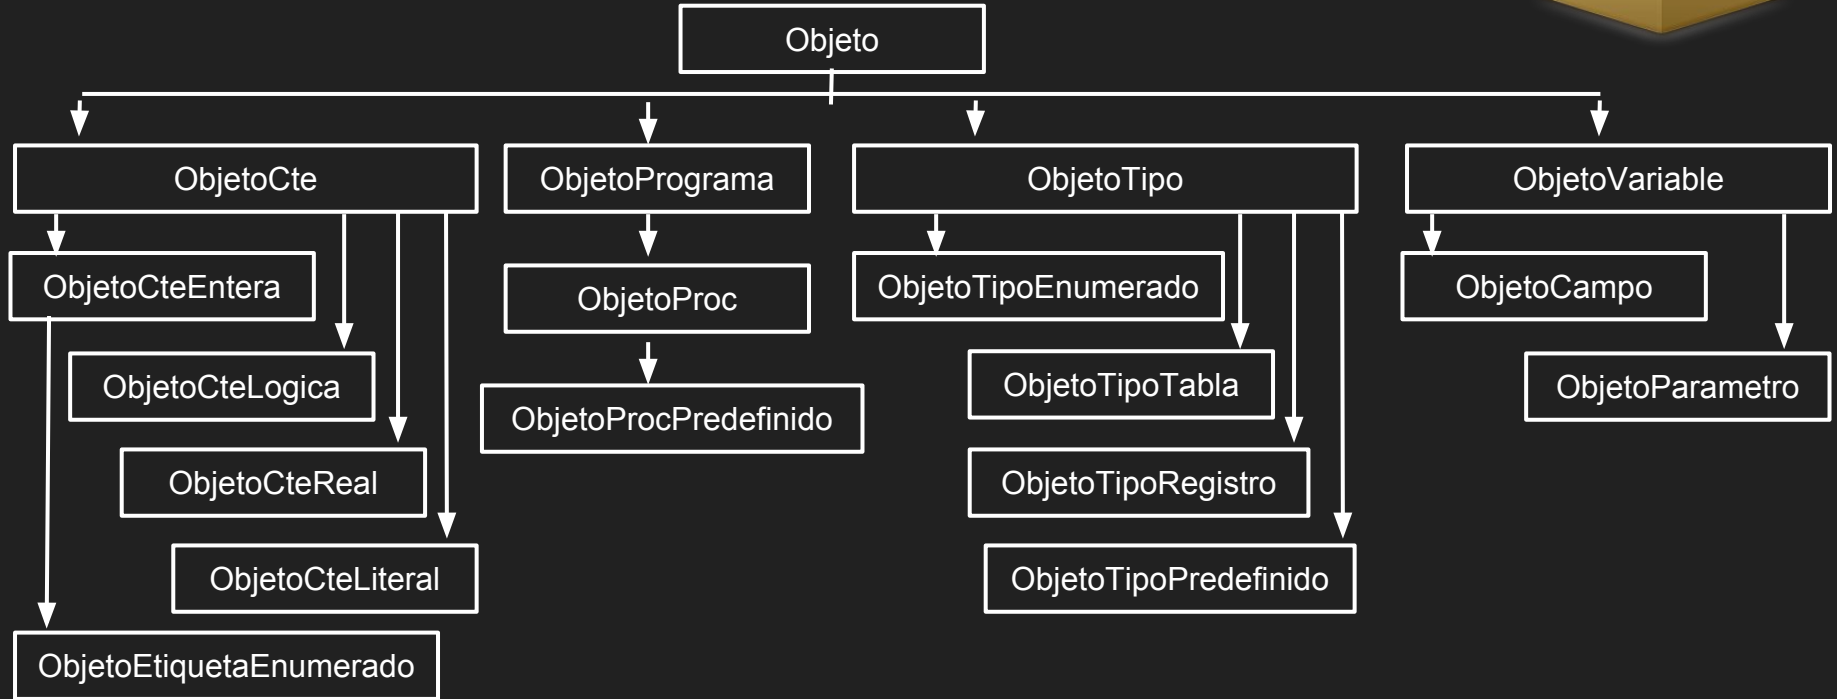 Objeto
ObjetoCte
ObjetoPrograma
ObjetoTipo
ObjetoVariable
ObjetoCteEntera
ObjetoProc
ObjetoTipoEnumerado
ObjetoCampo
ObjetoCteLogica
ObjetoProcPredefinido
ObjetoTipoTabla
ObjetoParametro
ObjetoCteReal
ObjetoTipoRegistro
ObjetoCteLiteral
ObjetoTipoPredefinido
ObjetoEtiquetaEnumerado